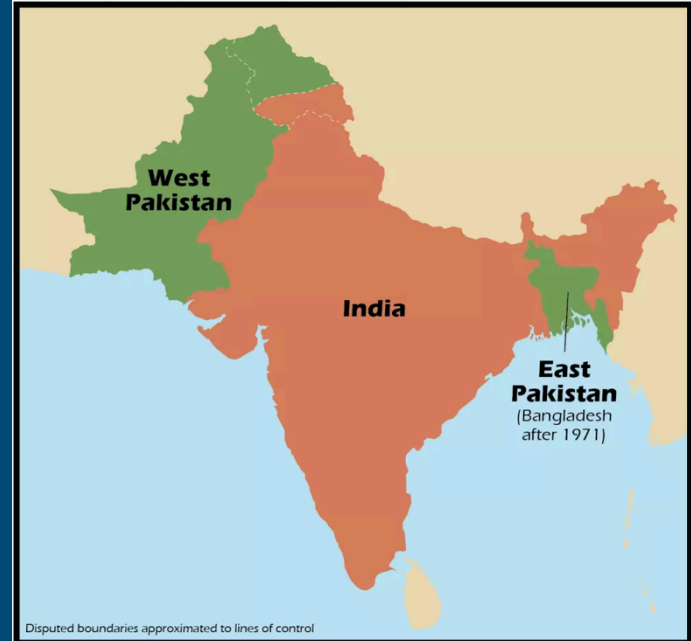 West
Pakistan
India
East
Pakistan
(Bangladesh
after 1971)
Disputed boundaries approximated to lines of control